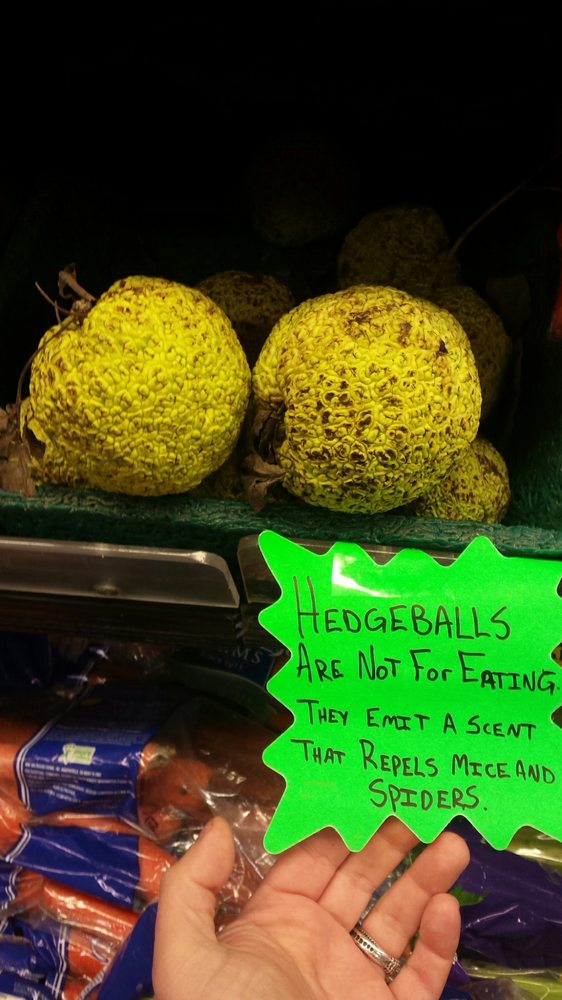 HEDGEBALLS
ARE NOT FOR EATING.
THEY EMIT A SCENT
THAT REPELS MICE AND
SPIDERS.